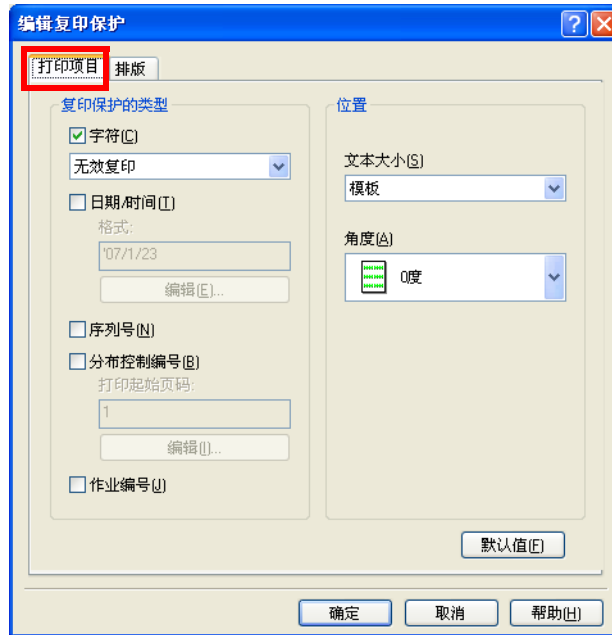 编辑复印保护
打印项目 排版
复印保护的类型
字符(C)
无效复印
日期/时间(T)
格式:
'07/1/23
编辑(E)...
序列号(N)
分布控制编号(B)
打印起始页码:
1
编辑(I)...
作业编号(J)
位置
文本大小(S)
模板
角度(A)
0度
默认值(F)
确定 取消 帮助(H)